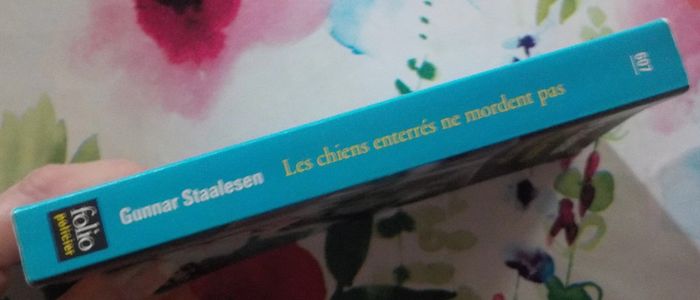 folio
policier
Gunnar Staalesen
Les chiens enterrés ne mordent pas
607